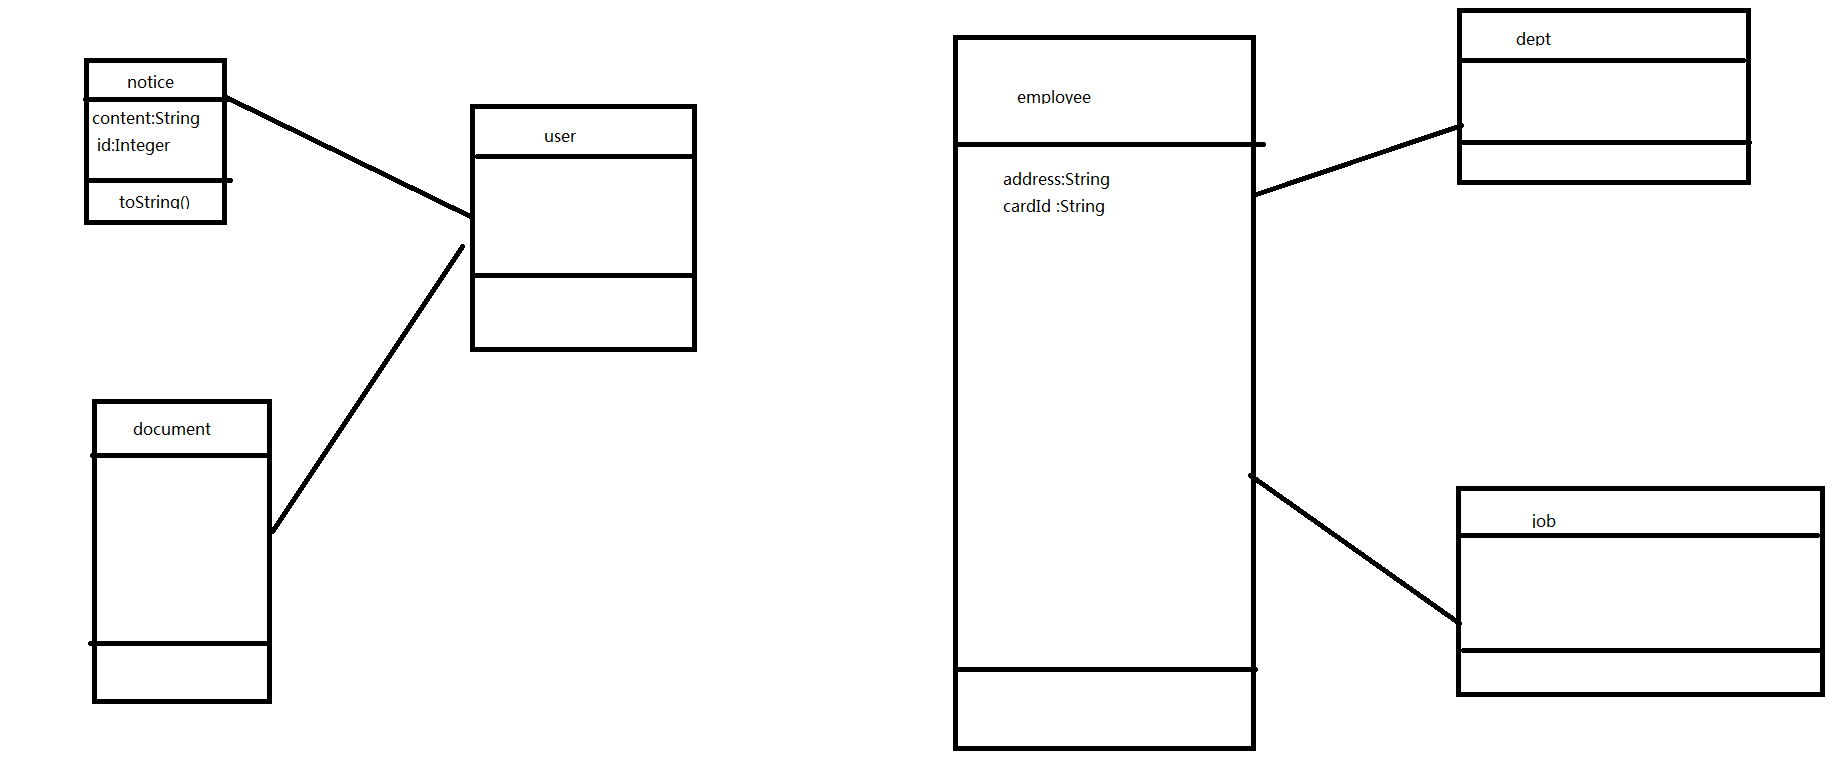 notice
content:String
id:Integer
toString()
user
document
employee
address:String
cardId :String
dept
job